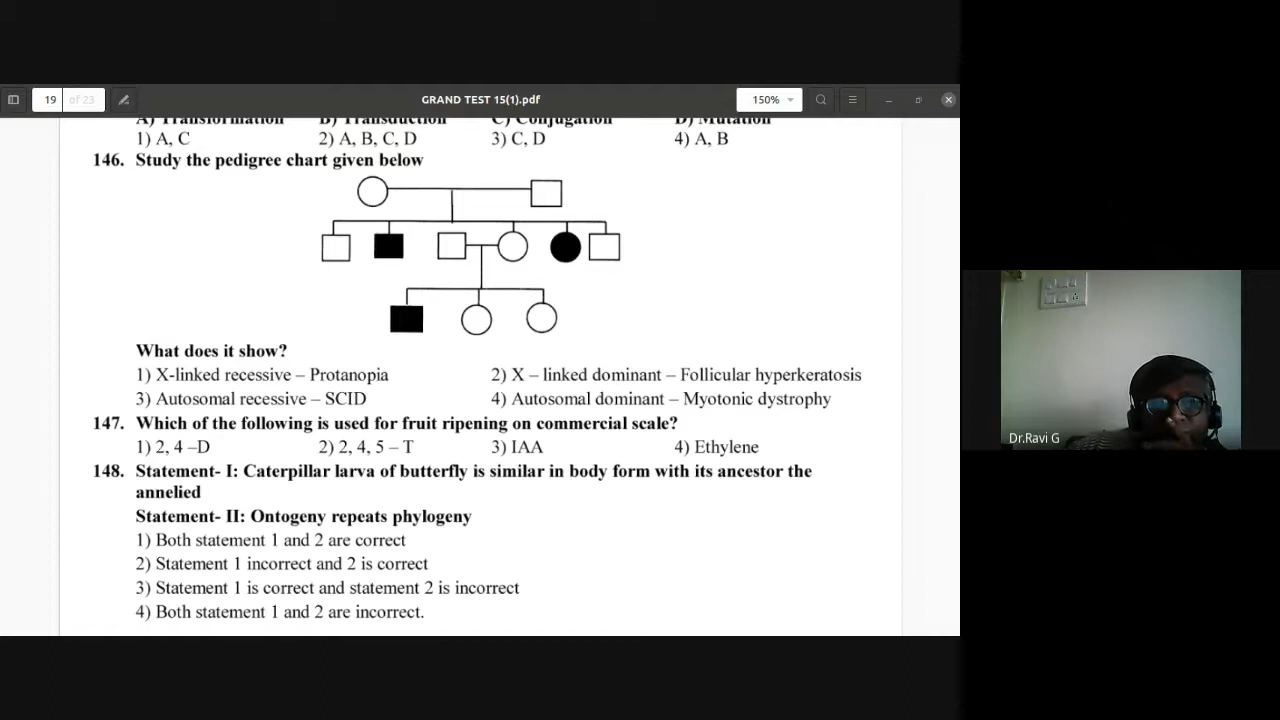 19 of 23
GRAND TEST 15(1).pdf
150%
A) Transformation B) Transduction C) Conjugation D) Mutation
1) A, C 2) A, B, C, D 3) C, D 4) A, B
146. Study the pedigree chart given below
What does it show?
1) X-linked recessive – Protanopia 2) X – linked dominant – Follicular hyperkeratosis
3) Autosomal recessive – SCID 4) Autosomal dominant – Myotonic dystrophy
147. Which of the following is used for fruit ripening on commercial scale?
1) 2, 4 –D 2) 2, 4, 5 – T 3) IAA 4) Ethylene
148. Statement- I: Caterpillar larva of butterfly is similar in body form with its ancestor the
annelied
Statement- II: Ontogeny repeats phylogeny
1) Both statement 1 and 2 are correct
2) Statement 1 incorrect and 2 is correct
3) Statement 1 is correct and statement 2 is incorrect
4) Both statement 1 and 2 are incorrect.
Dr.Ravi G